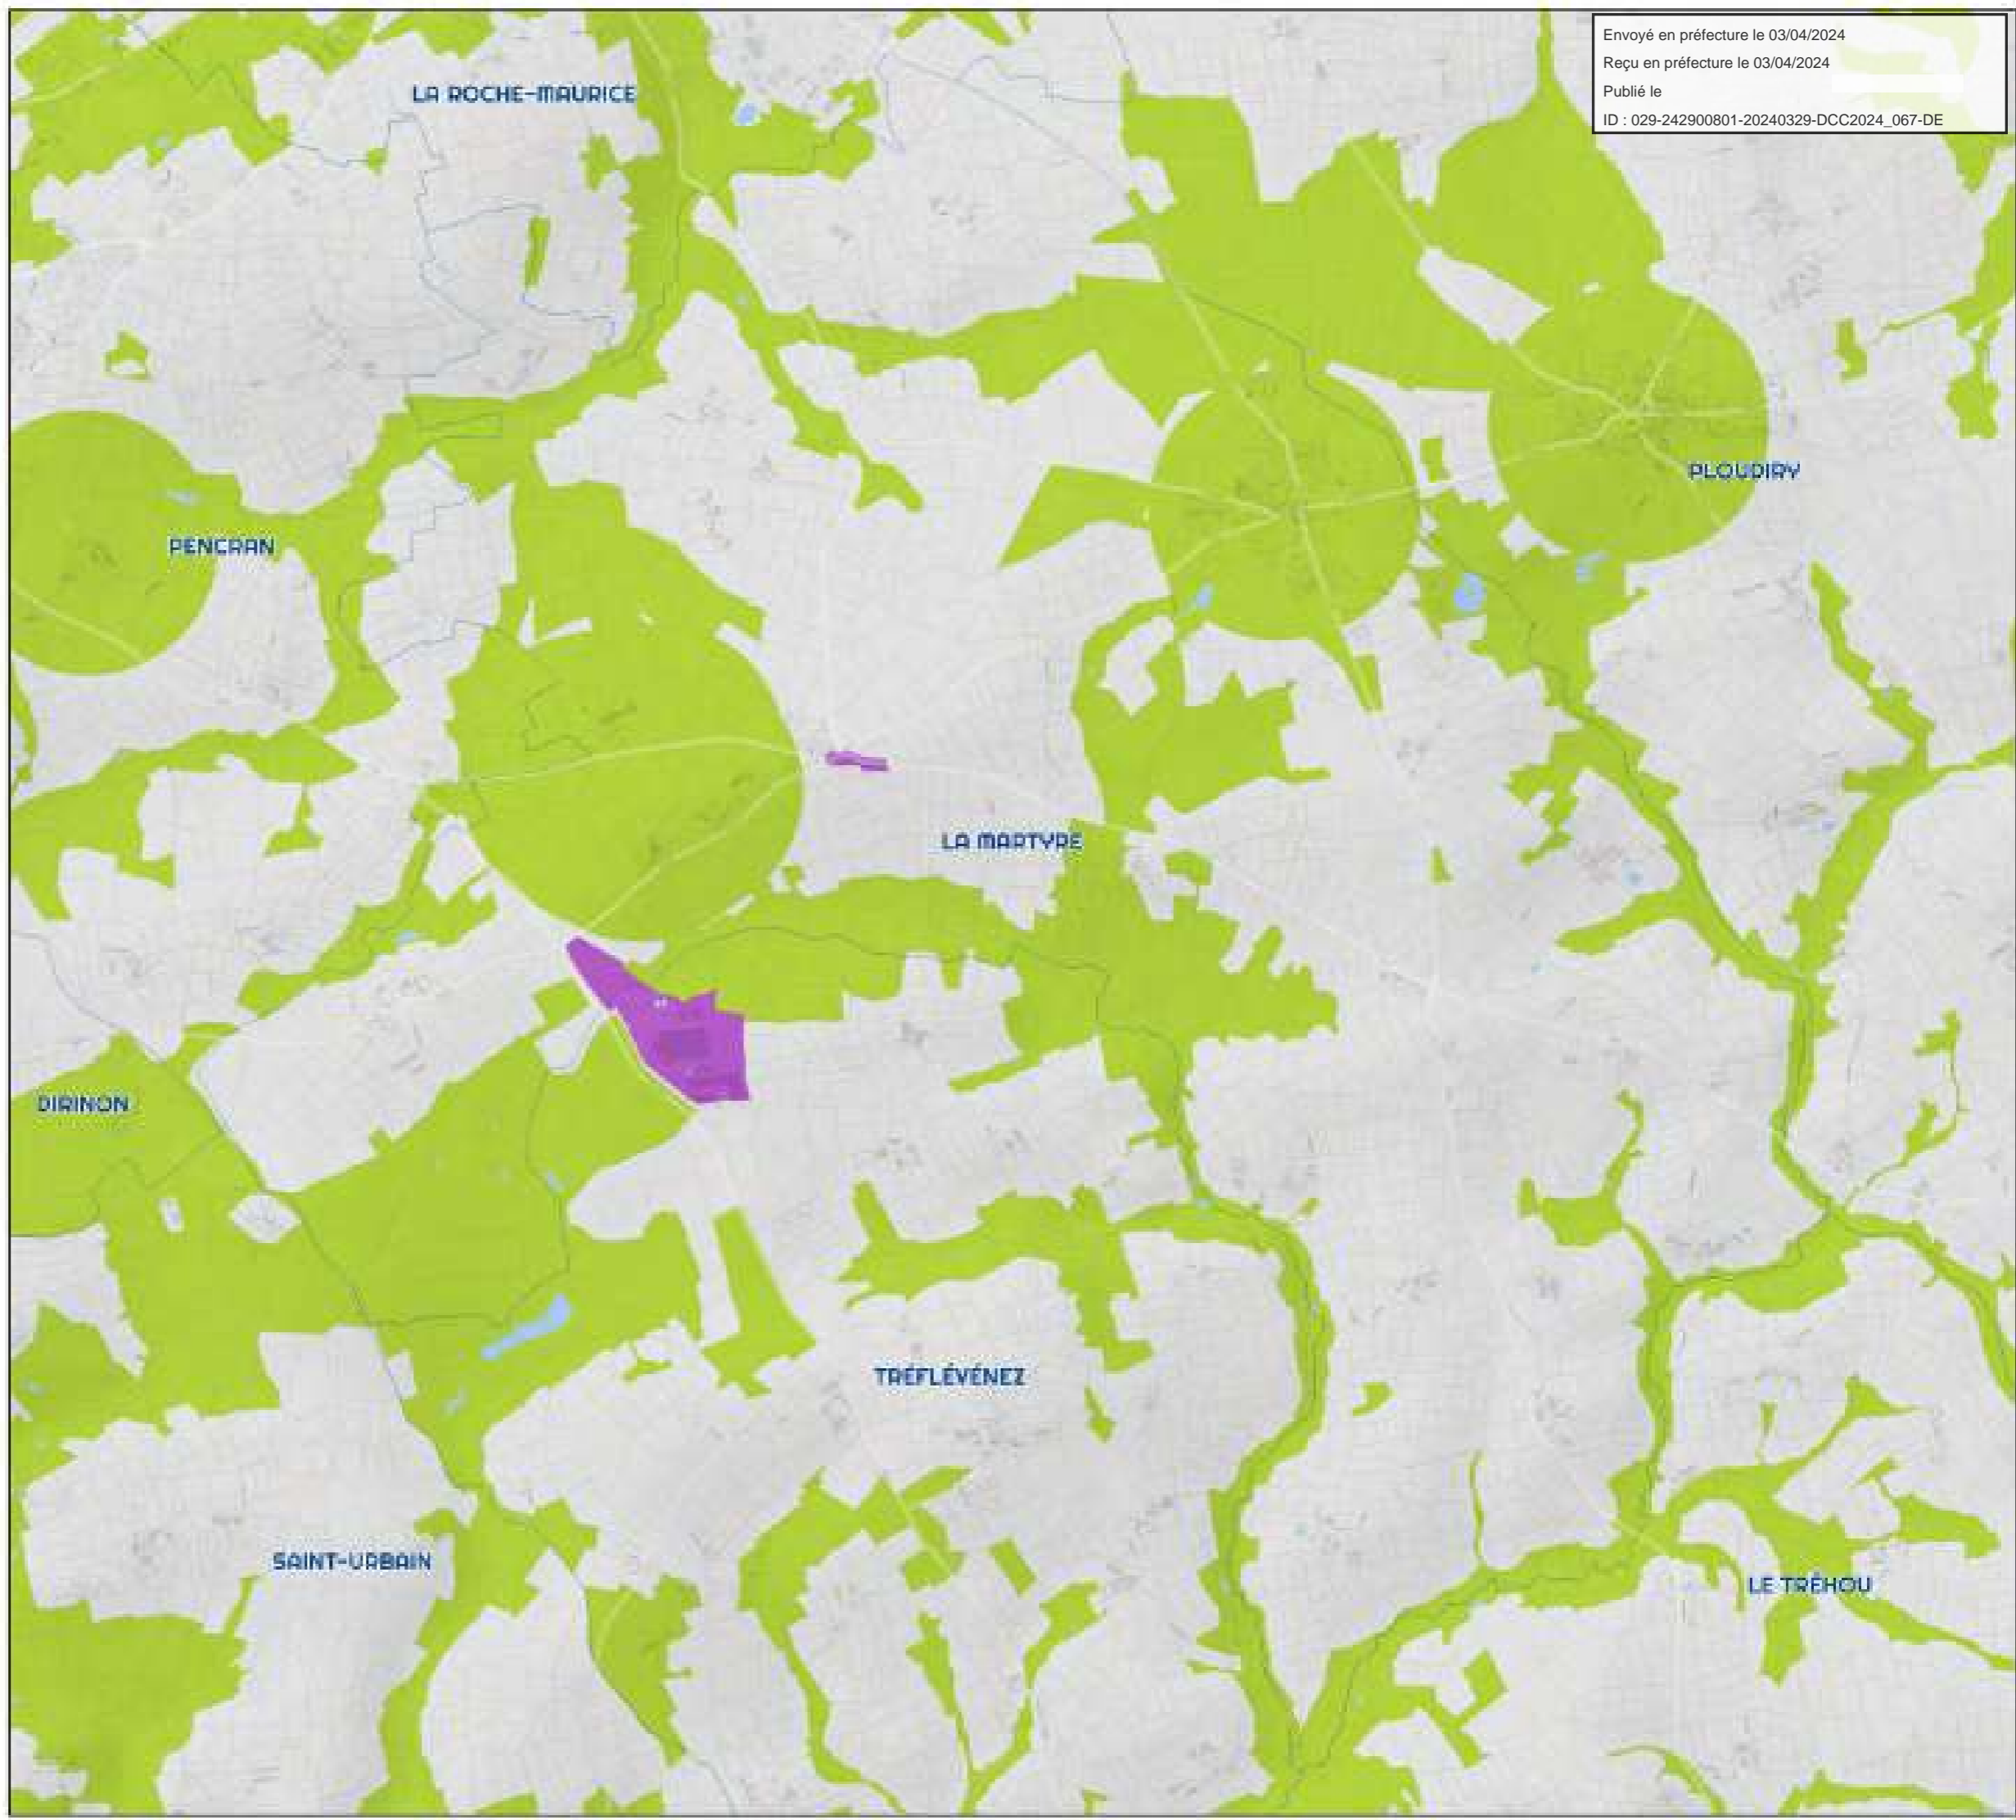 Envoyé en préfecture le 03/04/2024
Reçu en préfecture le 03/04/2024
Publié le
ID : 029-242900801-20240329-DCC2024_067-DE
LA ROCHE-MAURICE
PLOUDIRY
PENCRAN
LA MARTYRE
DIRINON
TRÉFLÉVÉNEZ
SAINT-URBAIN
LE TRÉHOU